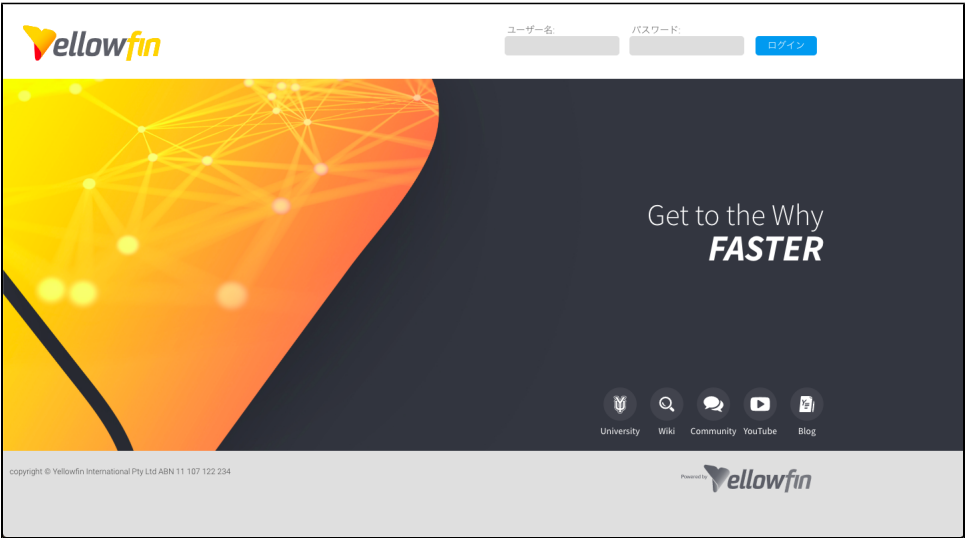 Yellowfin
ユーザー名:
パスワード:
ログイン
Get to the Why
FASTER
University
Wiki
Community
YouTube
Blog
copyright © Yellowfin International Pty Ltd ABN 11 107 122 234
Powered by Yellowfin